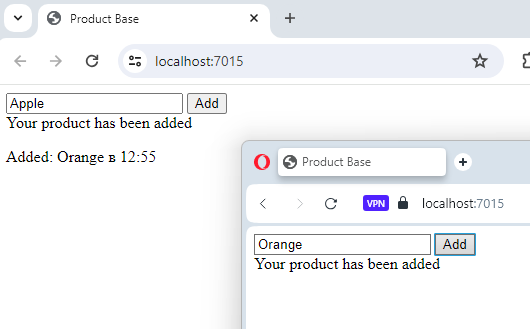 Product Base
localhost:7015
Apple Add
Your product has been added
Added: Orange в 12:55
Product Base
VPN localhost:7015
Orange Add
Your product has been added